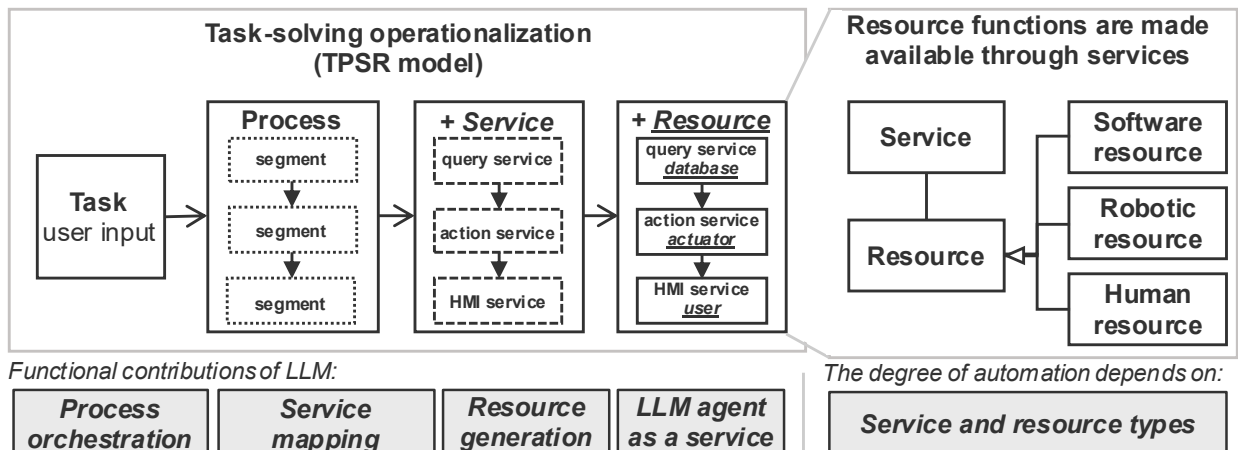 Task-solving operationalization
(TPSR model)
Task
user input
Process
segment
segment
segment
+ Service
query service
action service
HMI service
+ Resource
query service
database
action service
actuator
HMI service
user
Resource functions are made
available through services
Service
Resource
Software
resource
Robotic
resource
Human
resource
Functional contributions of LLM:
Process
orchestration
Service
mapping
Resource
generation
LLM agent
as a service
The degree of automation depends on:
Service and resource types